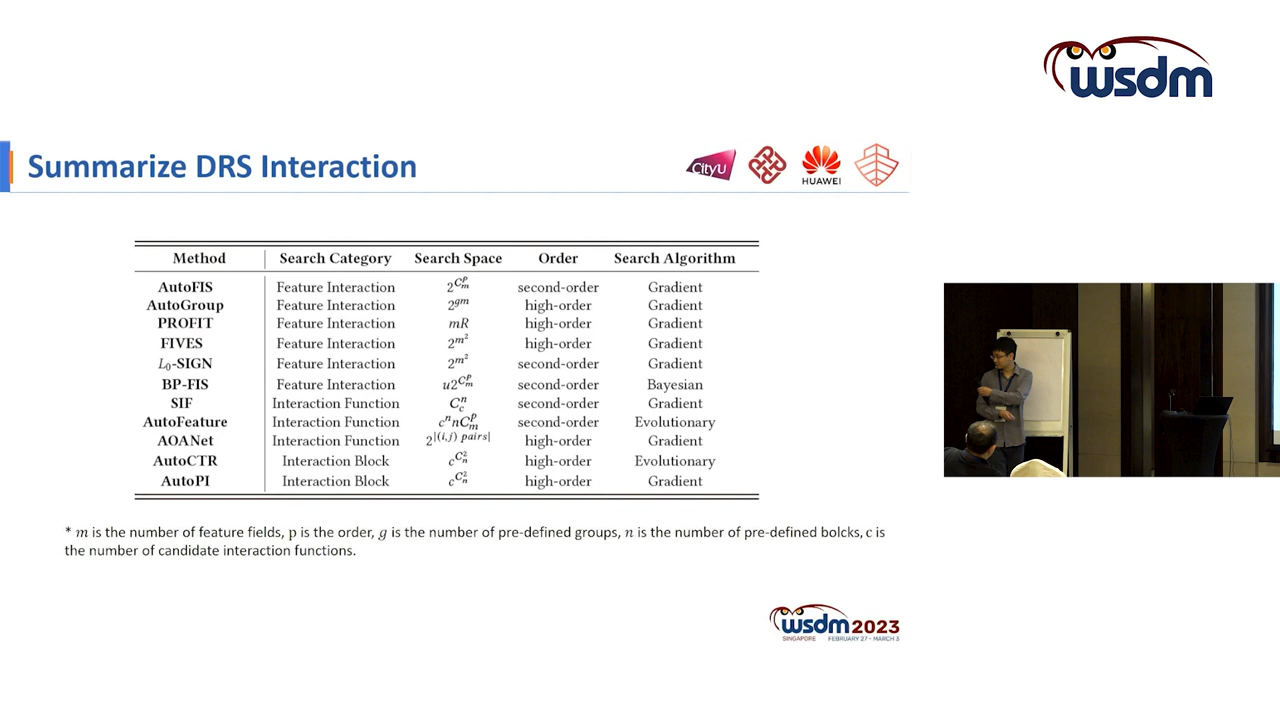 wsdm
Summarize DRS Interaction
CityU
HUAWEI
Method Search Category Search Space Order Search Algorithm
AutoFIS Feature Interaction 2^{C_m^p} second-order Gradient
AutoGroup Feature Interaction 2^{gm} high-order Gradient
PROFIT Feature Interaction mR high-order Gradient
FIVES Feature Interaction 2^{m^2} high-order Gradient
L_0-SIGN Feature Interaction 2^{m^2} second-order Gradient
BP-FIS Feature Interaction u2^{C_m^p} second-order Bayesian
SIF Interaction Function C_c^n second-order Gradient
AutoFeature Interaction Function c^n nC_m^p second-order Evolutionary
AOANet Interaction Function 2^{|(i,j) pairs|} high-order Gradient
AutoCTR Interaction Block c^{C_n^2} high-order Evolutionary
AutoPI Interaction Block c^{C_n^2} high-order Gradient
* m is the number of feature fields, p is the order, g is the number of pre-defined groups, n is the number of pre-defined bolcks, c is
the number of candidate interaction functions.
wsdm 2023
SINGAPORE FEBRUARY 27 - MARCH 3